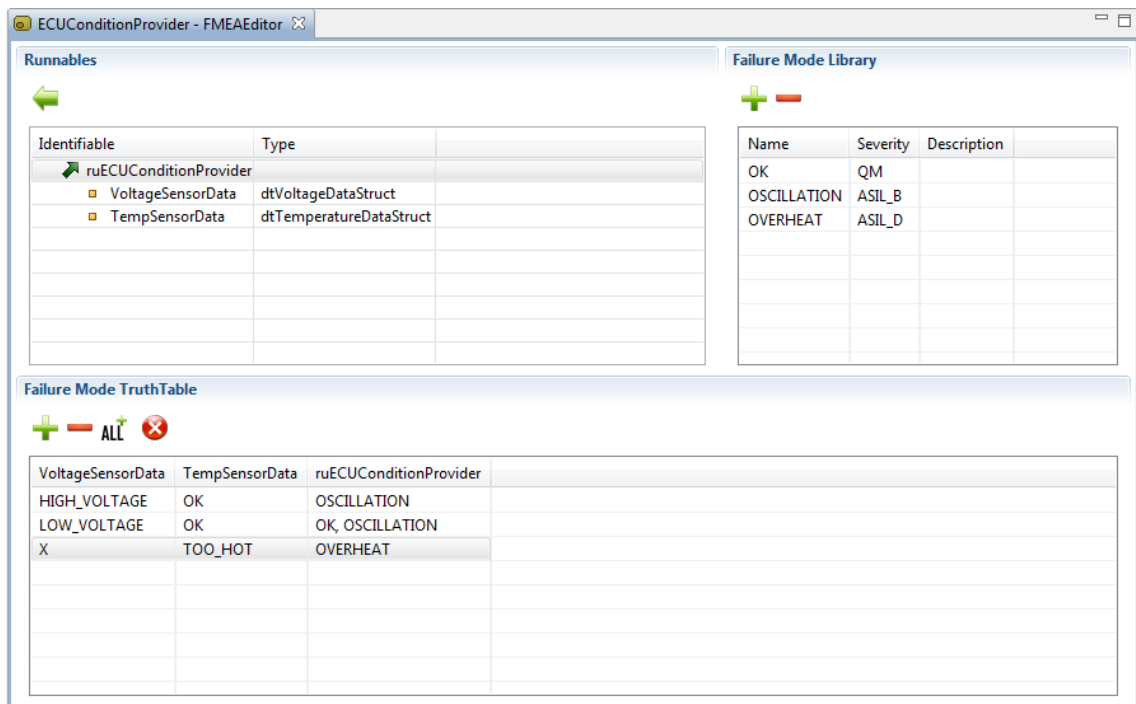 ECUConditionProvider - FMEAEditor
Runnables
Identifiable Type
ruECUConditionProvider
VoltageSensorData dtVoltageDataStruct
TempSensorData dtTemperatureDataStruct
Failure Mode Library
Name Severity Description
OK QM
OSCILLATION ASIL_B
OVERHEAT ASIL_D
Failure Mode TruthTable
ALL
VoltageSensorData TempSensorData ruECUConditionProvider
HIGH_VOLTAGE OK OSCILLATION
LOW_VOLTAGE OK OK, OSCILLATION
X TOO_HOT OVERHEAT